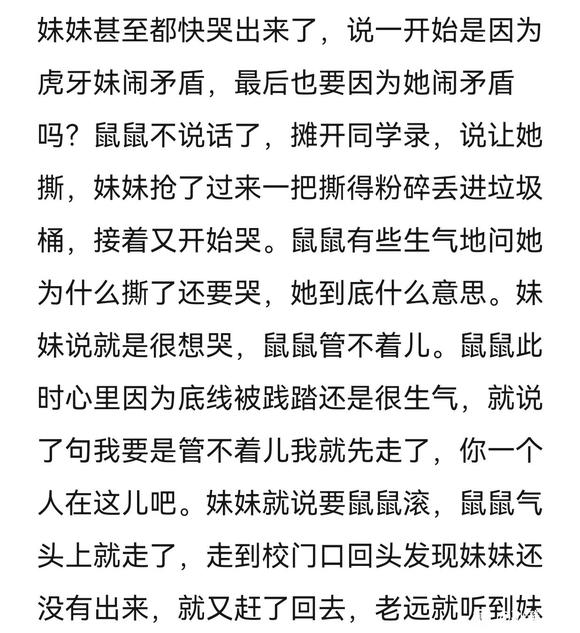 妹妹甚至都快哭出来了，说一开始是因为
虎牙妹闹矛盾，最后也要因为她闹矛盾
吗？鼠鼠不说话了，摊开同学录，说让她
撕，妹妹抢了过来一把撕得粉碎丢进垃圾
桶，接着又开始哭。鼠鼠有些生气地问她
为什么撕了还要哭，她到底什么意思。妹
妹说就是很想哭，鼠鼠管不着儿。鼠鼠此
时心里因为底线被践踏还是很生气，就说
了句我要是管不着儿我就先走了，你一个
人在这儿吧。妹妹就说要鼠鼠滚，鼠鼠气
头上就走了，走到校门口回头发现妹妹还
没有出来，就又赶了回去，老远就听到妹